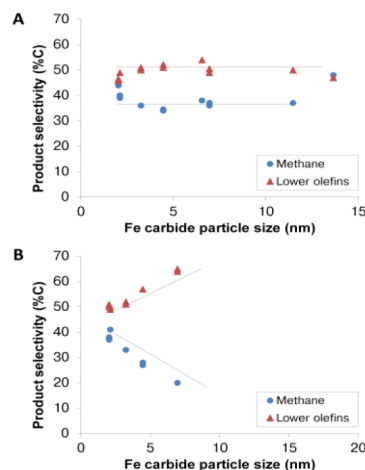 A
Product selectivity (%C)
70
60
50
40
30
20
10
0
Methane
Lower olefins
0 5 10 15
Fe carbide particle size (nm)
B
Product selectivity (%C)
70
60
50
40
30
20
10
0
Methane
Lower olefins
0 5 10 15 20
Fe carbide particle size (nm)